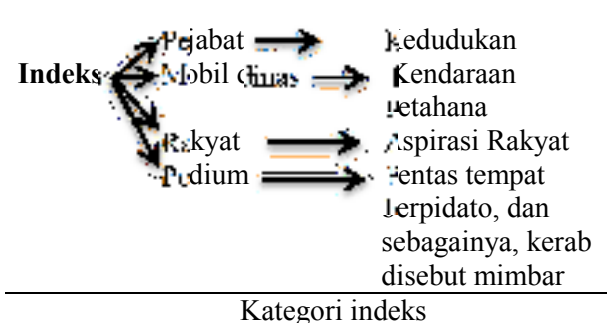 Pejabat Kedudukan
Indeks Mobil dinas Kendaraan
Petahana
Rakyat Aspirasi Rakyat
Podium Pentas tempat
berpidato, dan
sebagainya, kerab
disebut mimbar
Kategori indeks